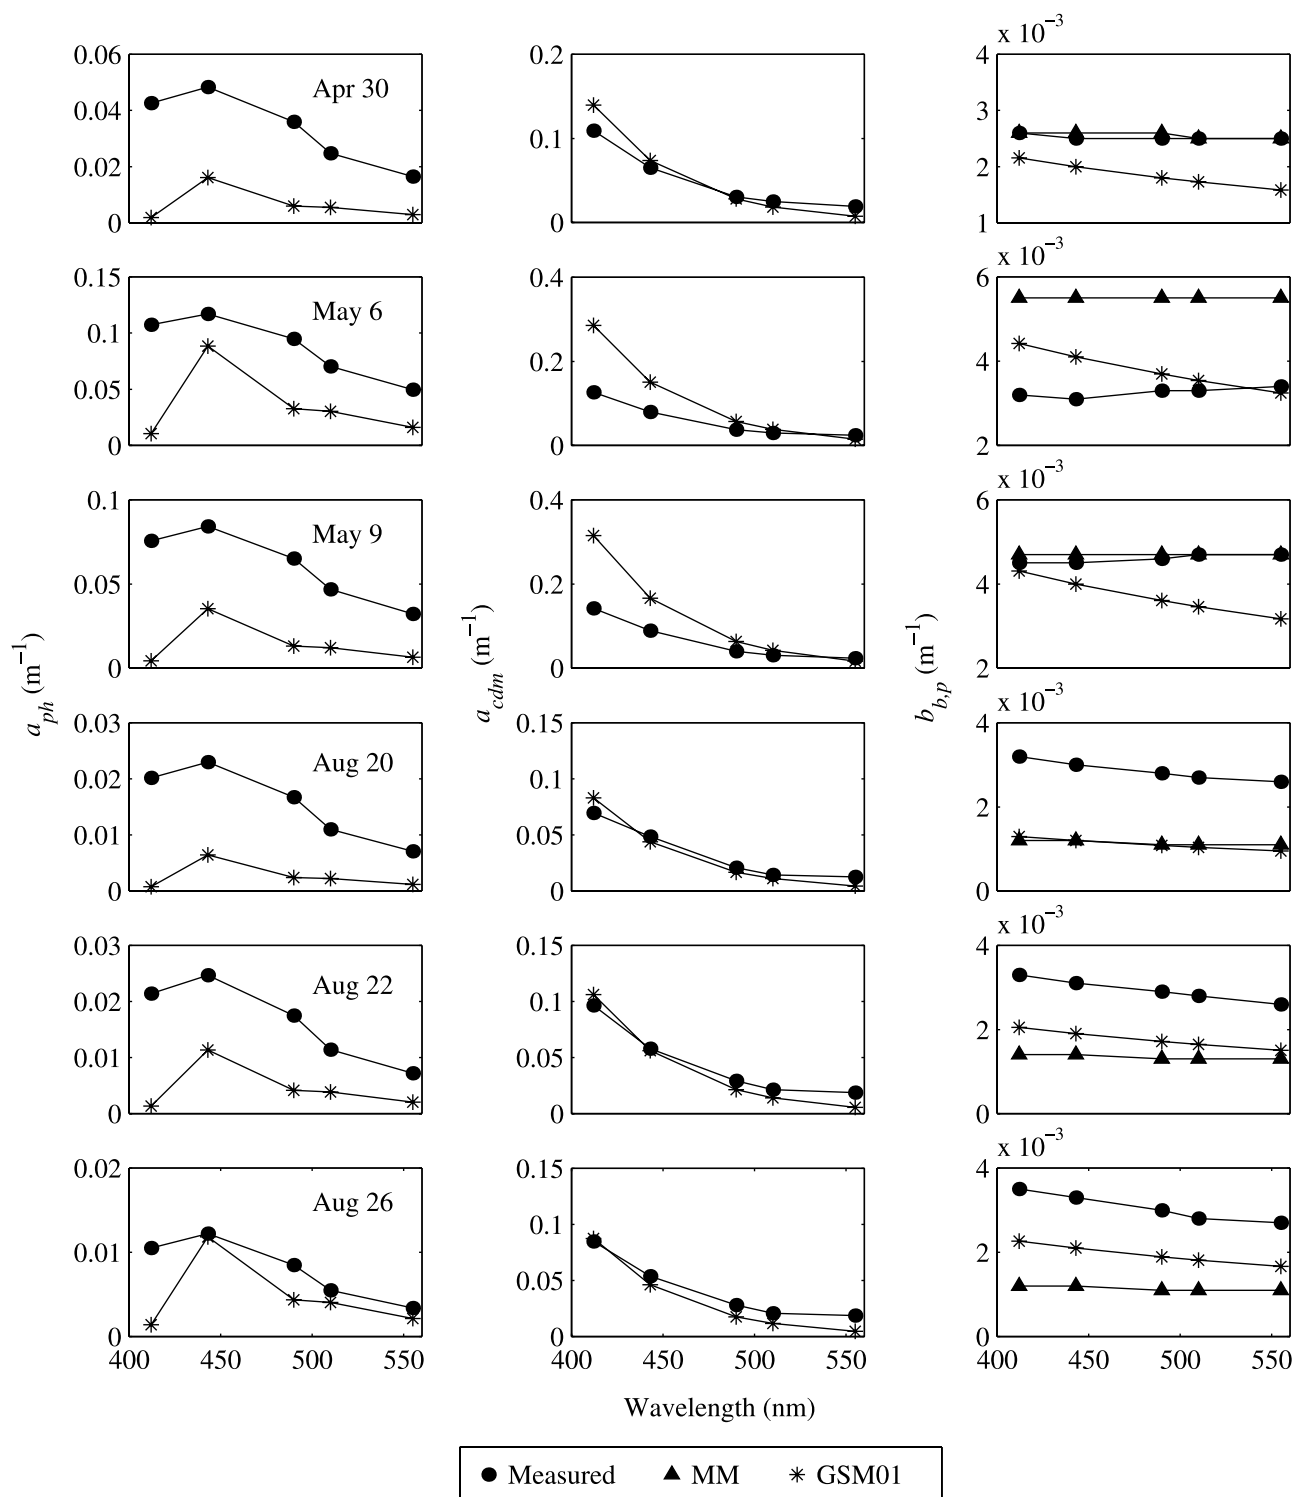 x 10−3
0.06 0.04 0.02 0 Apr 30 0.2 0.1 0 4 3 2 1
x 10−3
0.15 0.1 0.05 0 May 6 0.4 0.2 0 6 4 2
x 10−3
0.1 0.05 0 May 9 0.4 0.2 0 6 4 2
a_ph (m−1) a_cdm (m−1) b_b,p (m−1)
x 10−3
0.03 0.02 0.01 0 Aug 20 0.15 0.1 0.05 0 4 2 0
x 10−3
0.03 0.02 0.01 0 Aug 22 0.15 0.1 0.05 0 4 2 0
x 10−3
0.02 0.01 0 Aug 26 0.15 0.1 0.05 0 4 2 0
400 450 500 550 400 450 500 550 400 450 500 550
Wavelength (nm)
Measured MM GSM01